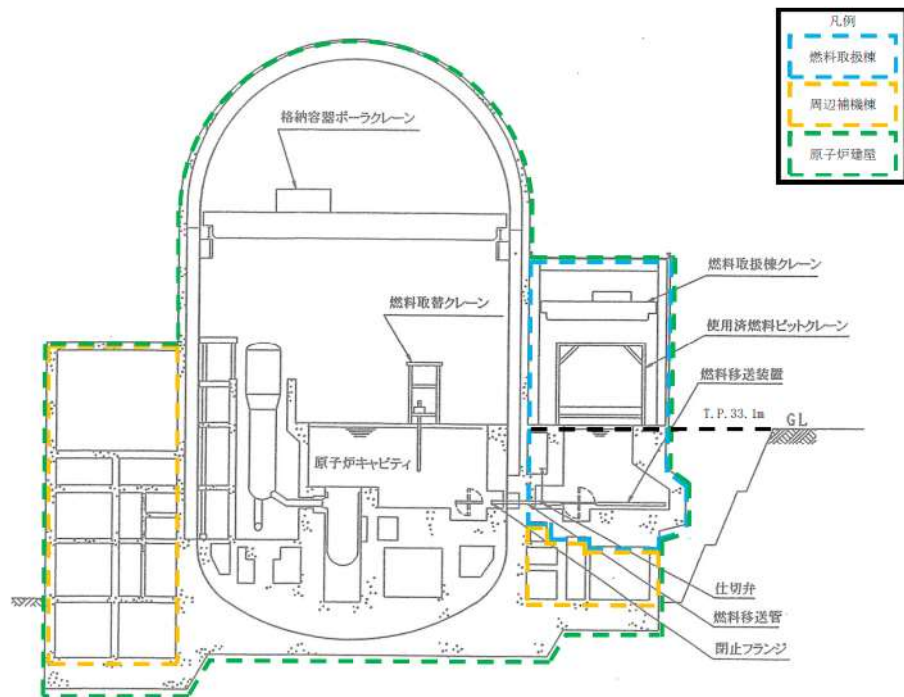 凡例
燃料取扱棟
周辺補機棟
原子炉建屋
格納容器ポーラクレーン
燃料取扱棟クレーン
燃料取替クレーン
使用済燃料ピットクレーン
燃料移送装置
T.P.33.1m
GL
原子炉キャビティ
仕切弁
燃料移送管
閉止フランジ